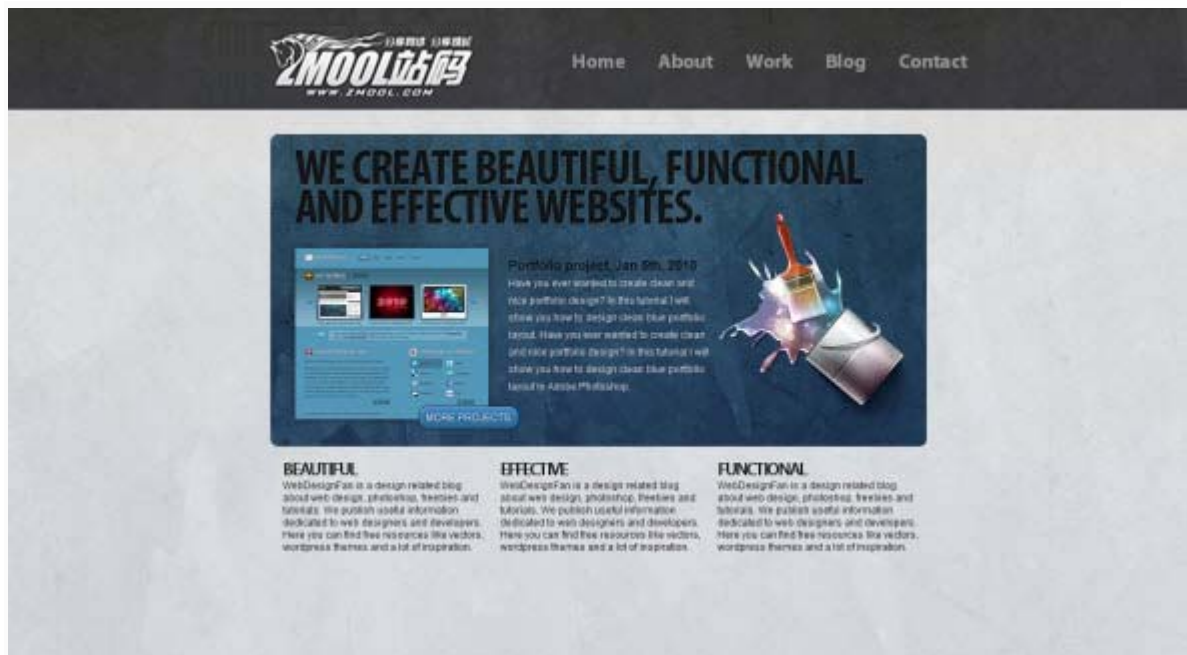 ZMOOL站码
WWW.ZMOOL.COM
Home About Work Blog Contact
WE CREATE BEAUTIFUL, FUNCTIONAL
AND EFFECTIVE WEBSITES.
Portfolio project, Jan 5th, 2010
Have you ever wanted to create clean and
nice portfolio design? In this tutorial I will
show you how to design clean blue portfolio
layout. Have you ever wanted to create clean
and nice portfolio design? In this tutorial I will
show you how to design clean blue portfolio
layout in Adobe Photoshop.
MORE PROJECTS
BEAUTIFUL
WebDesignFan is a design related blog
about web design, photoshop, freebies and
tutorials. We publish useful information
dedicated to web designers and developers.
Here you can find free resources like vectors,
wordpress themes and a lot of inspiration.
EFFECTIVE
WebDesignFan is a design related blog
about web design, photoshop, freebies and
tutorials. We publish useful information
dedicated to web designers and developers.
Here you can find free resources like vectors,
wordpress themes and a lot of inspiration.
FUNCTIONAL
WebDesignFan is a design related blog
about web design, photoshop, freebies and
tutorials. We publish useful information
dedicated to web designers and developers.
Here you can find free resources like vectors,
wordpress themes and a lot of inspiration.